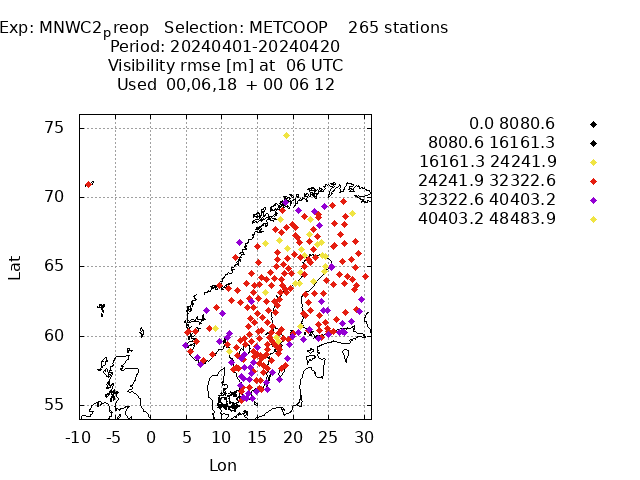 Exp: MNWC2preop   Selection: METCOOP    265 stations
Period: 20240401-20240420
Visibility rmse [m] at  06 UTC
Used  00,06,18  + 00 06 12
0.0 8080.6
8080.6 16161.3
16161.3 24241.9
24241.9 32322.6
32322.6 40403.2
40403.2 48483.9
75
70
65
60
55
Lat
-10 -5 0 5 10 15 20 25 30
Lon